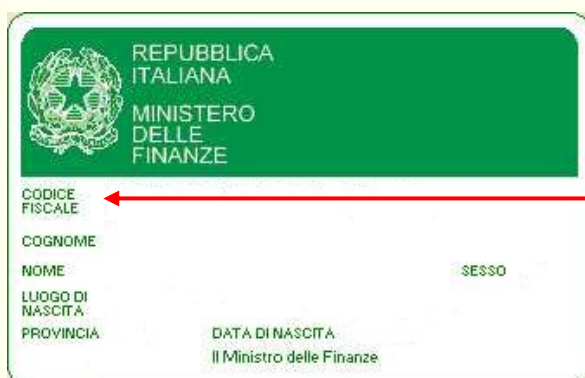 REPUBBLICA
ITALIANA
MINISTERO
DELLE
FINANZE
CODICE
FISCALE
COGNOME
NOME SESSO
LUOGO DI
NASCITA
PROVINCIA DATA DI NASCITA
Il Ministro delle Finanze